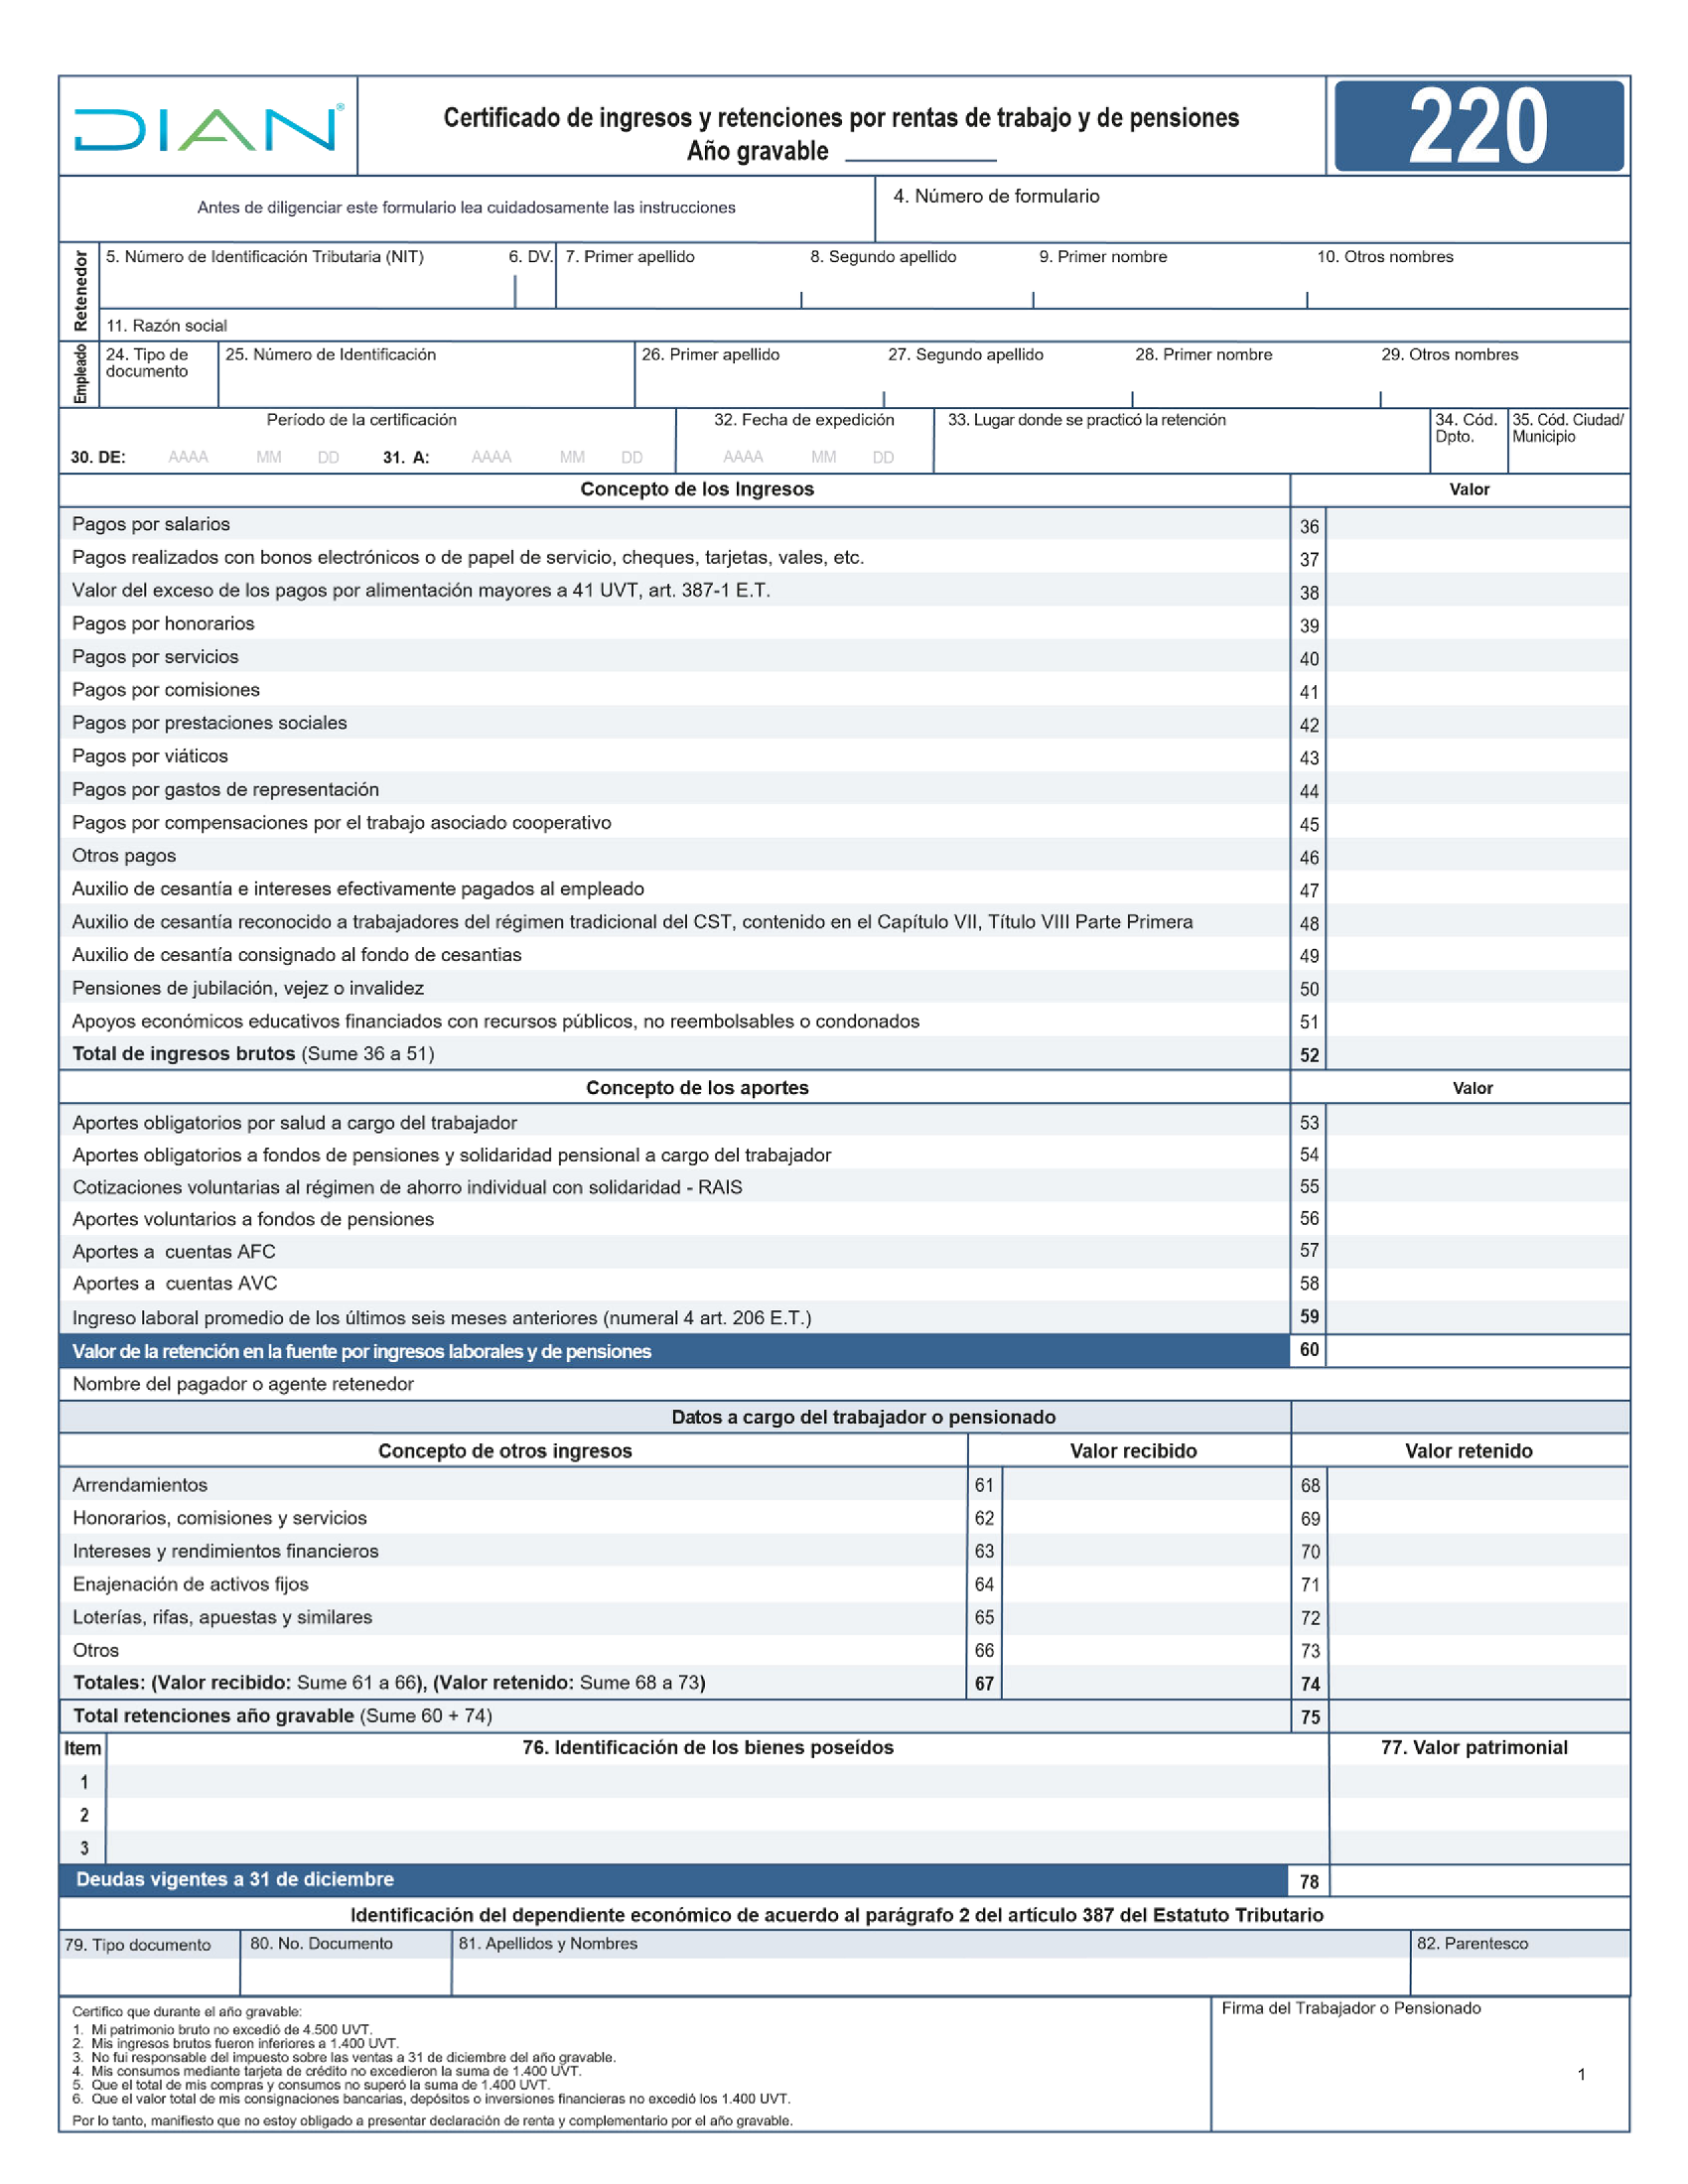 DIAN®
Certificado de ingresos y retenciones por rentas de trabajo y de pensiones
Año gravable
220
Antes de diligenciar este formulario lea cuidadosamente las instrucciones
4. Número de formulario
Retenedor
5. Número de Identificación Tributaria (NIT) 6. DV. 7. Primer apellido 8. Segundo apellido 9. Primer nombre 10. Otros nombres
11. Razón social
Empleado
24. Tipo de documento 25. Número de Identificación 26. Primer apellido 27. Segundo apellido 28. Primer nombre 29. Otros nombres
Período de la certificación 32. Fecha de expedición 33. Lugar donde se practicó la retención 34. Cód. Dpto. 35. Cód. Ciudad/ Municipio
30. DE: AAAA MM DD 31. A: AAAA MM DD AAAA MM DD
Concepto de los Ingresos Valor
Pagos por salarios 36
Pagos realizados con bonos electrónicos o de papel de servicio, cheques, tarjetas, vales, etc. 37
Valor del exceso de los pagos por alimentación mayores a 41 UVT, art. 387-1 E.T. 38
Pagos por honorarios 39
Pagos por servicios 40
Pagos por comisiones 41
Pagos por prestaciones sociales 42
Pagos por viáticos 43
Pagos por gastos de representación 44
Pagos por compensaciones por el trabajo asociado cooperativo 45
Otros pagos 46
Auxilio de cesantía e intereses efectivamente pagados al empleado 47
Auxilio de cesantía reconocido a trabajadores del régimen tradicional del CST, contenido en el Capítulo VII, Título VIII Parte Primera 48
Auxilio de cesantía consignado al fondo de cesantias 49
Pensiones de jubilación, vejez o invalidez 50
Apoyos económicos educativos financiados con recursos públicos, no reembolsables o condonados 51
Total de ingresos brutos (Sume 36 a 51) 52
Concepto de los aportes Valor
Aportes obligatorios por salud a cargo del trabajador 53
Aportes obligatorios a fondos de pensiones y solidaridad pensional a cargo del trabajador 54
Cotizaciones voluntarias al régimen de ahorro individual con solidaridad - RAIS 55
Aportes voluntarios a fondos de pensiones 56
Aportes a cuentas AFC 57
Aportes a cuentas AVC 58
Ingreso laboral promedio de los últimos seis meses anteriores (numeral 4 art. 206 E.T.) 59
Valor de la retención en la fuente por ingresos laborales y de pensiones 60
Nombre del pagador o agente retenedor
Datos a cargo del trabajador o pensionado
Concepto de otros ingresos Valor recibido Valor retenido
Arrendamientos 61 68
Honorarios, comisiones y servicios 62 69
Intereses y rendimientos financieros 63 70
Enajenación de activos fijos 64 71
Loterías, rifas, apuestas y similares 65 72
Otros 66 73
Totales: (Valor recibido: Sume 61 a 66), (Valor retenido: Sume 68 a 73) 67 74
Total retenciones año gravable (Sume 60 + 74) 75
Item 76. Identificación de los bienes poseídos 77. Valor patrimonial
1
2
3
Deudas vigentes a 31 de diciembre 78
Identificación del dependiente económico de acuerdo al parágrafo 2 del artículo 387 del Estatuto Tributario
79. Tipo documento 80. No. Documento 81. Apellidos y Nombres 82. Parentesco
Certifico que durante el año gravable:
1. Mi patrimonio bruto no excedió de 4.500 UVT.
2. Mis ingresos brutos fueron inferiores a 1.400 UVT.
3. No fui responsable del impuesto sobre las ventas a 31 de diciembre del año gravable.
4. Mis consumos mediante tarjeta de crédito no excedieron la suma de 1.400 UVT.
5. Que el total de mis compras y consumos no superó la suma de 1.400 UVT.
6. Que el valor total de mis consignaciones bancarias, depósitos o inversiones financieras no excedió los 1.400 UVT.
Por lo tanto, manifiesto que no estoy obligado a presentar declaración de renta y complementario por el año gravable.
Firma del Trabajador o Pensionado
1